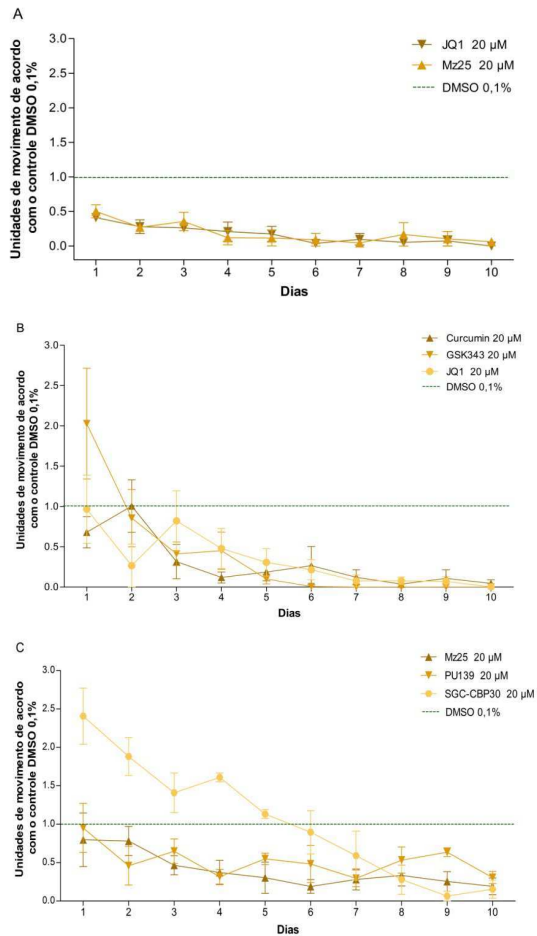 A
JQ1 20 µM
Mz25 20 µM
DMSO 0,1%
Unidades de movimento de acordo
com o controle DMSO 0,1%
3.0
2.5
2.0
1.5
1.0
0.5
0.0
1 2 3 4 5 6 7 8 9 10
Dias
B
Curcumin 20 µM
GSK343 20 µM
JQ1 20 µM
DMSO 0,1%
Unidades de movimento de acordo
com o controle DMSO 0,1%
3.0
2.5
2.0
1.5
1.0
0.5
0.0
1 2 3 4 5 6 7 8 9 10
Dias
C
Mz25 20 µM
PU139 20 µM
SGC-CBP30 20 µM
DMSO 0,1%
Unidades de movimento de acordo
com o controle DMSO 0,1%
3.0
2.5
2.0
1.5
1.0
0.5
0.0
1 2 3 4 5 6 7 8 9 10
Dias